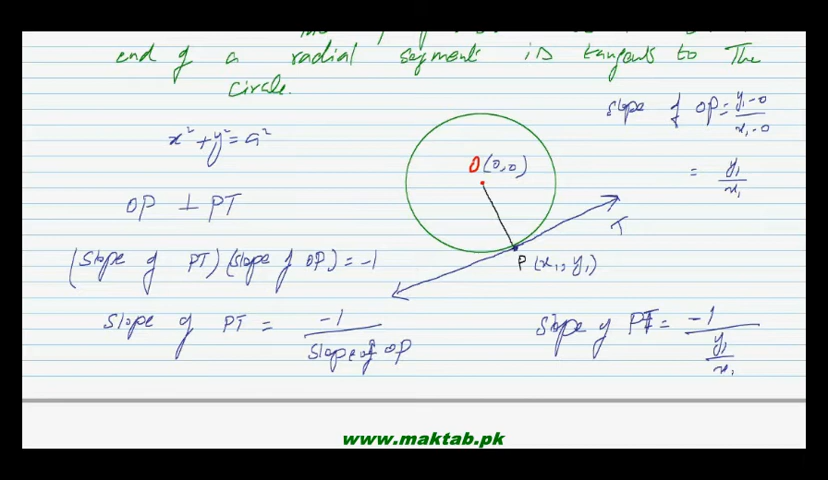 end of a radial segment is tangents to The
circle.
slope of OP = y₁-0 / x₁-0
= y₁ / x₁
x² + y² = a²
OP ⊥ PT
O (0,0)
T
P (x₁, y₁)
(Slope of PT) (slope of OP) = -1
Slope of PT = -1 / slope of OP
Slope of PT = -1 / (y₁ / x₁)
www.maktab.pk